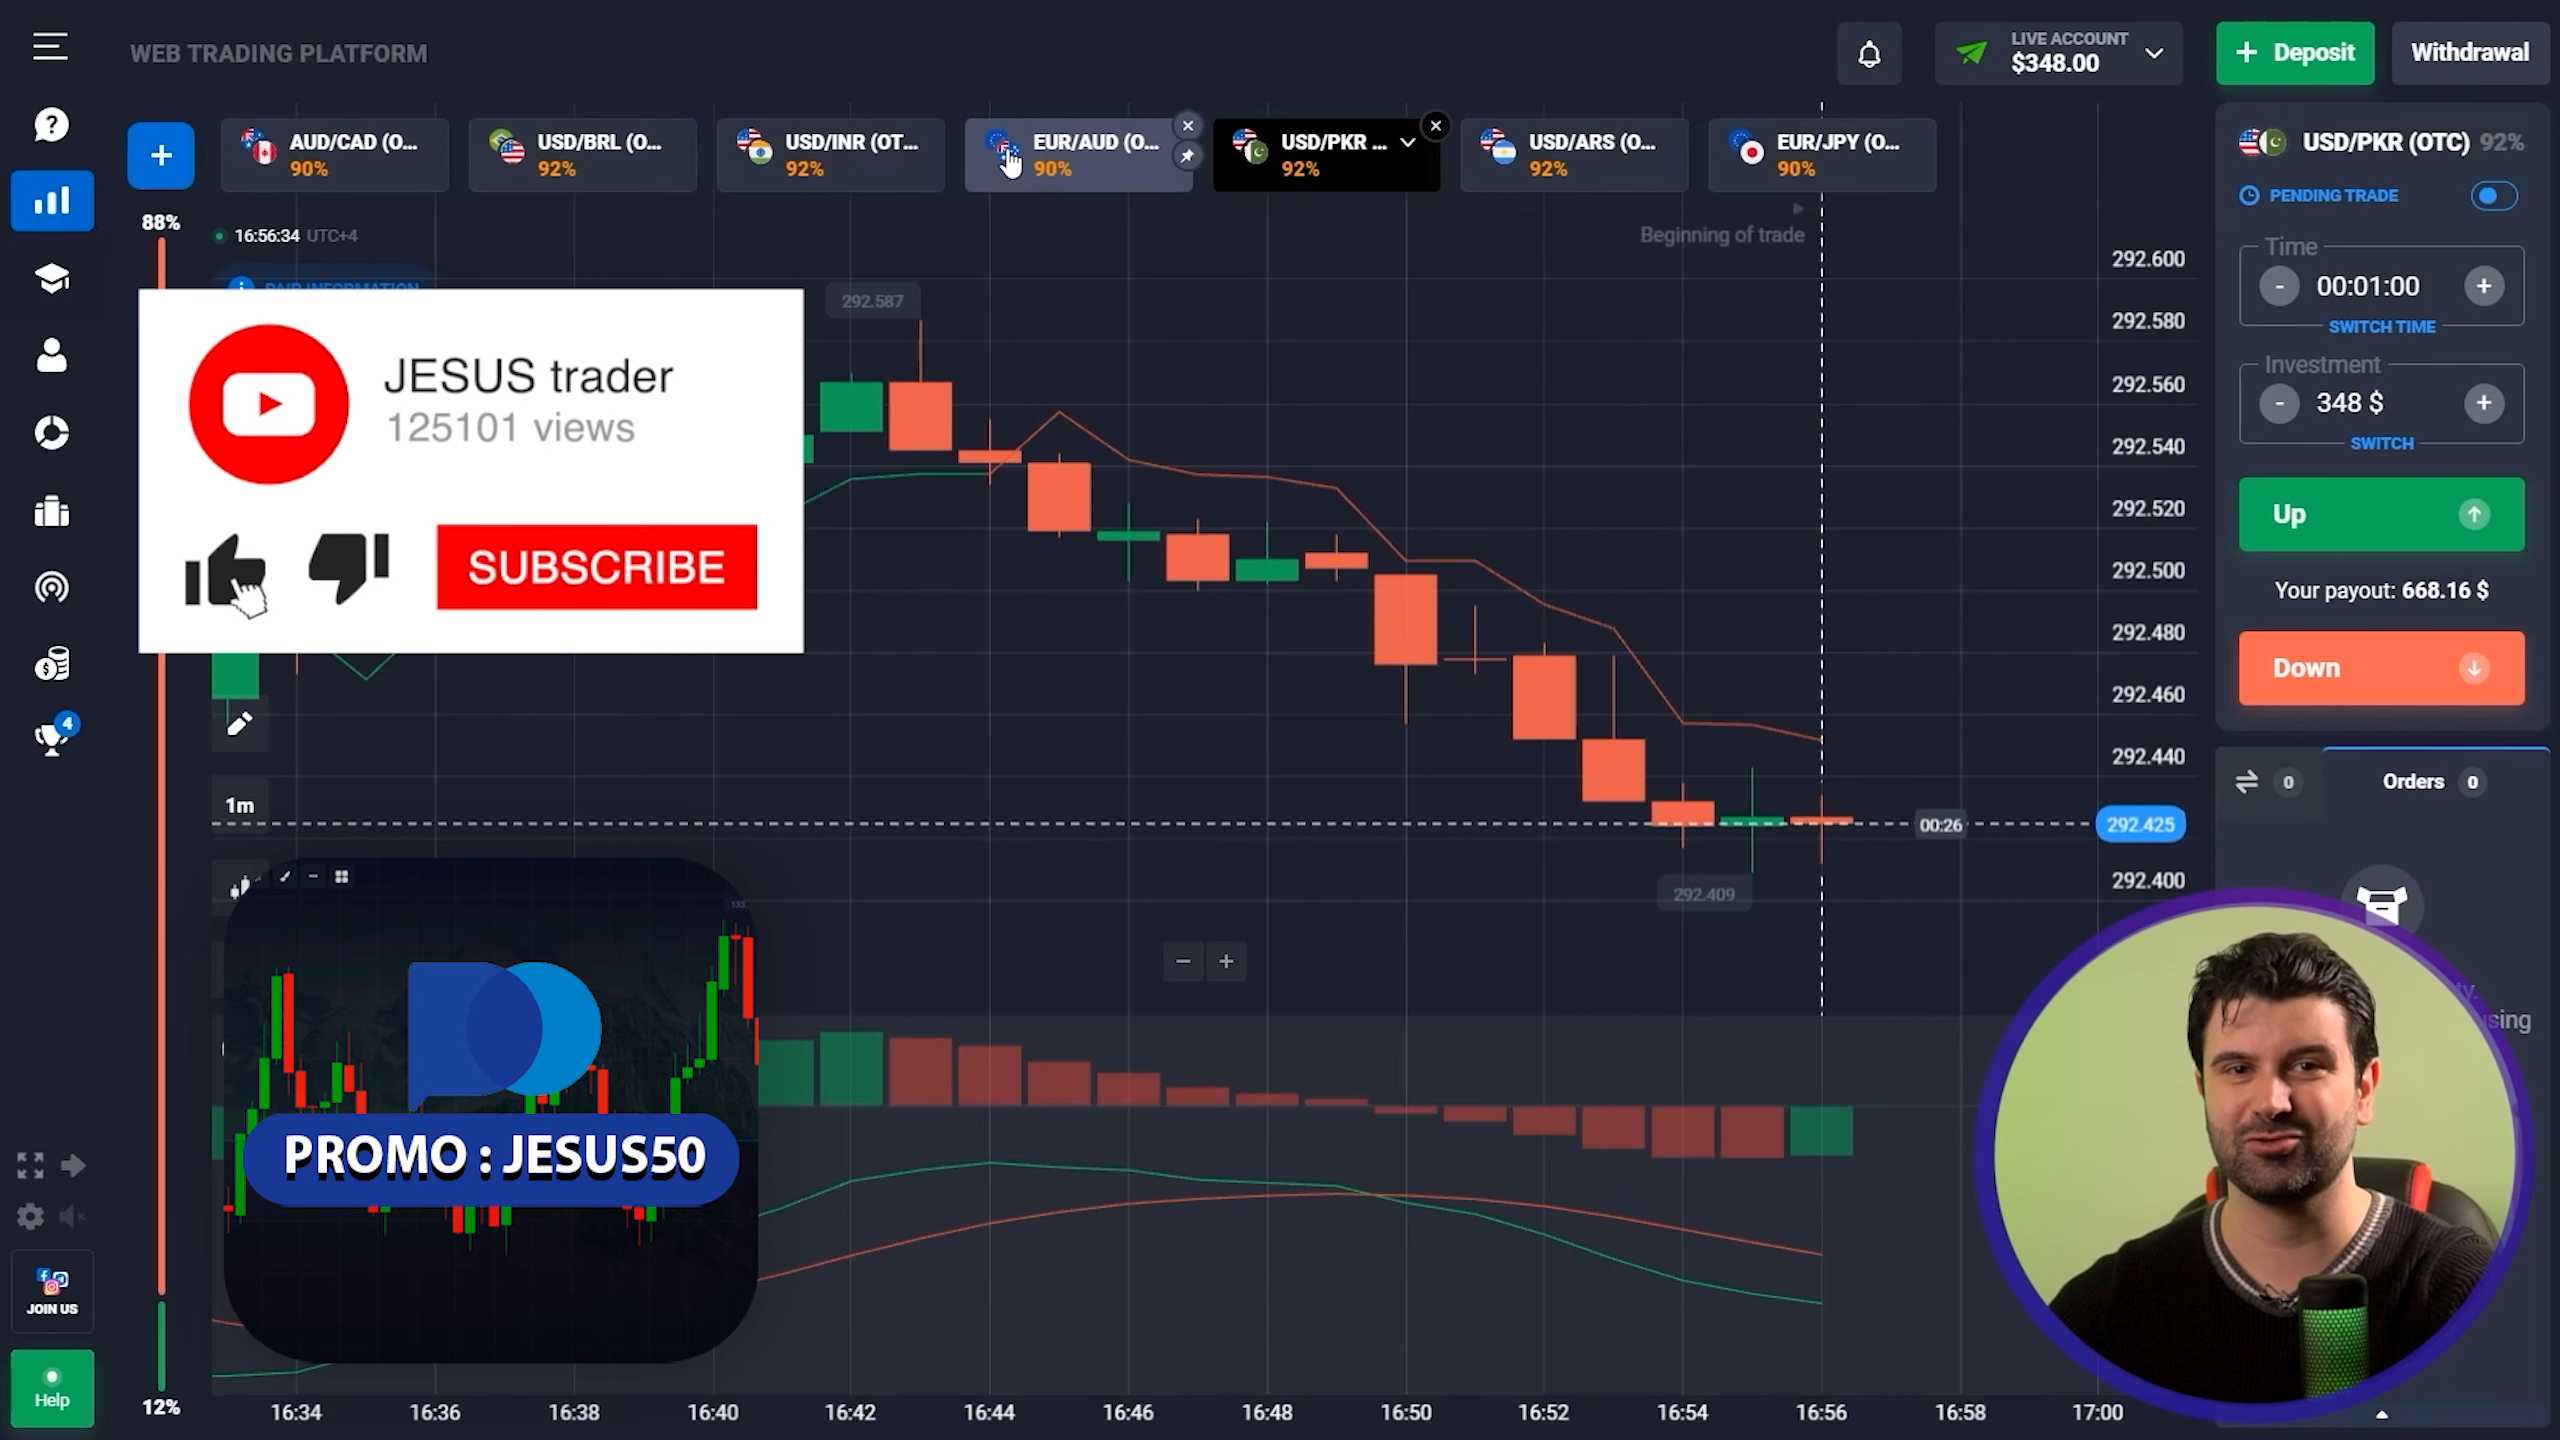 WEB TRADING PLATFORM
LIVE ACCOUNT
$348.00
Deposit
Withdrawal
AUD/CAD (O...
90%
USD/BRL (O...
92%
USD/INR (OT...
92%
EUR/AUD (O...
90%
USD/PKR ...
92%
USD/ARS (O...
92%
EUR/JPY (O...
90%
88%
16:56:34 UTC+4
Beginning of trade
PAIR INFORMATION
JESUS trader
125101 views
SUBSCRIBE
292.587
292.600
292.580
292.560
292.540
292.520
292.500
292.480
292.460
292.440
292.425
292.400
00:26
292.409
1m
PROMO : JESUS50
USD/PKR (OTC) 92%
PENDING TRADE
Time
- 00:01:00 +
SWITCH TIME
Investment
- 348 $ +
SWITCH
Up
Your payout: 668.16 $
Down
0
Orders 0
4
JOIN US
Help
12%
16:34 16:36 16:38 16:40 16:42 16:44 16:46 16:48 16:50 16:52 16:54 16:56 16:58 17:00